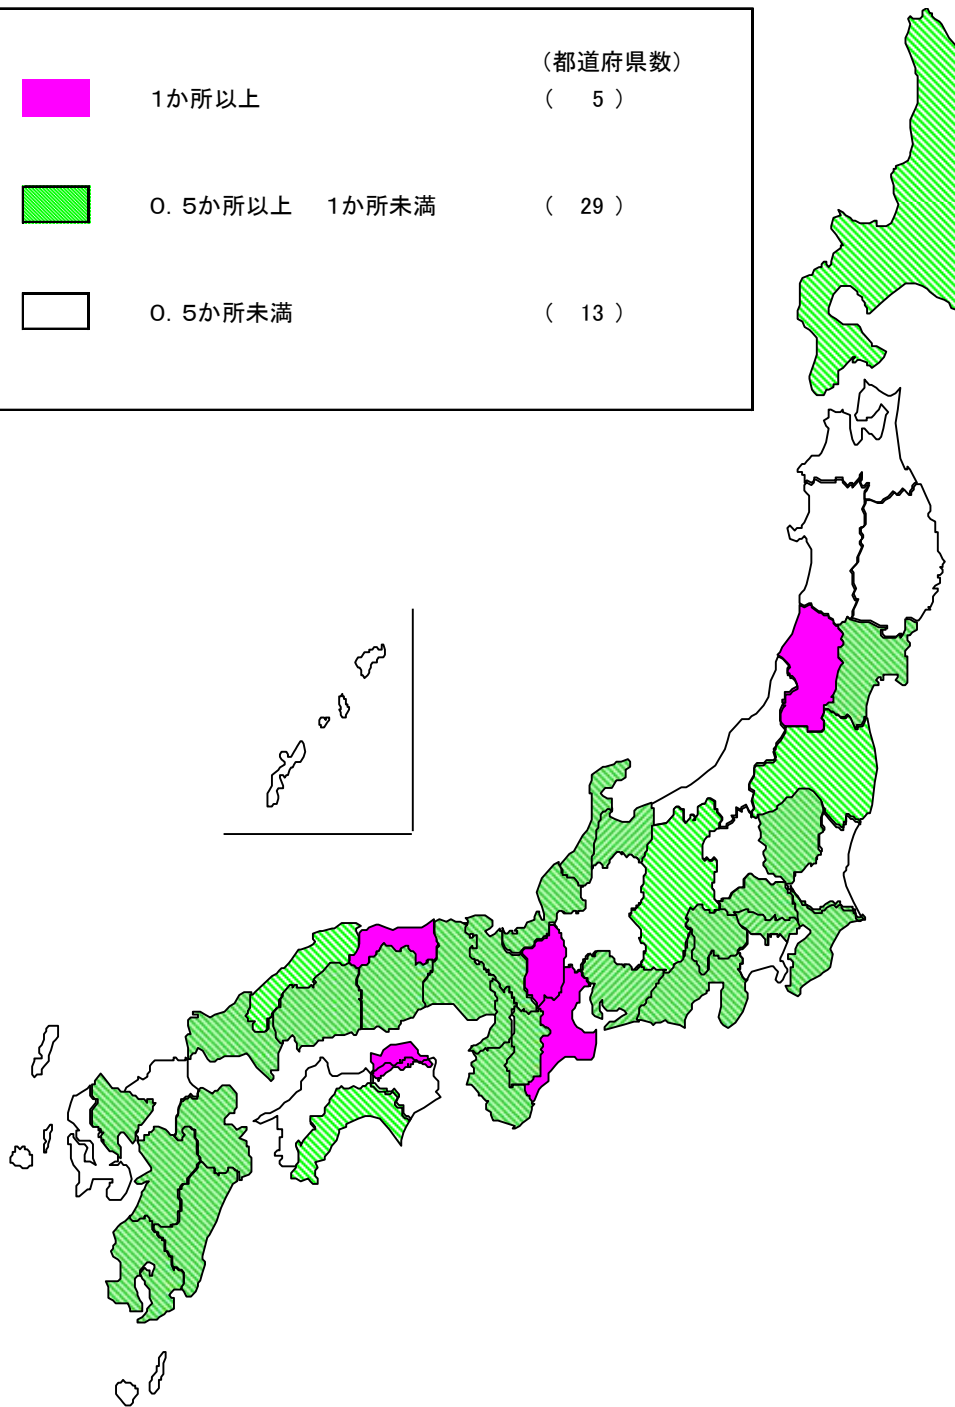 （都道府県数）
１か所以上 （ 5 ）
０．５か所以上 １か所未満 （ 29 ）
０．５か所未満 （ 13 ）